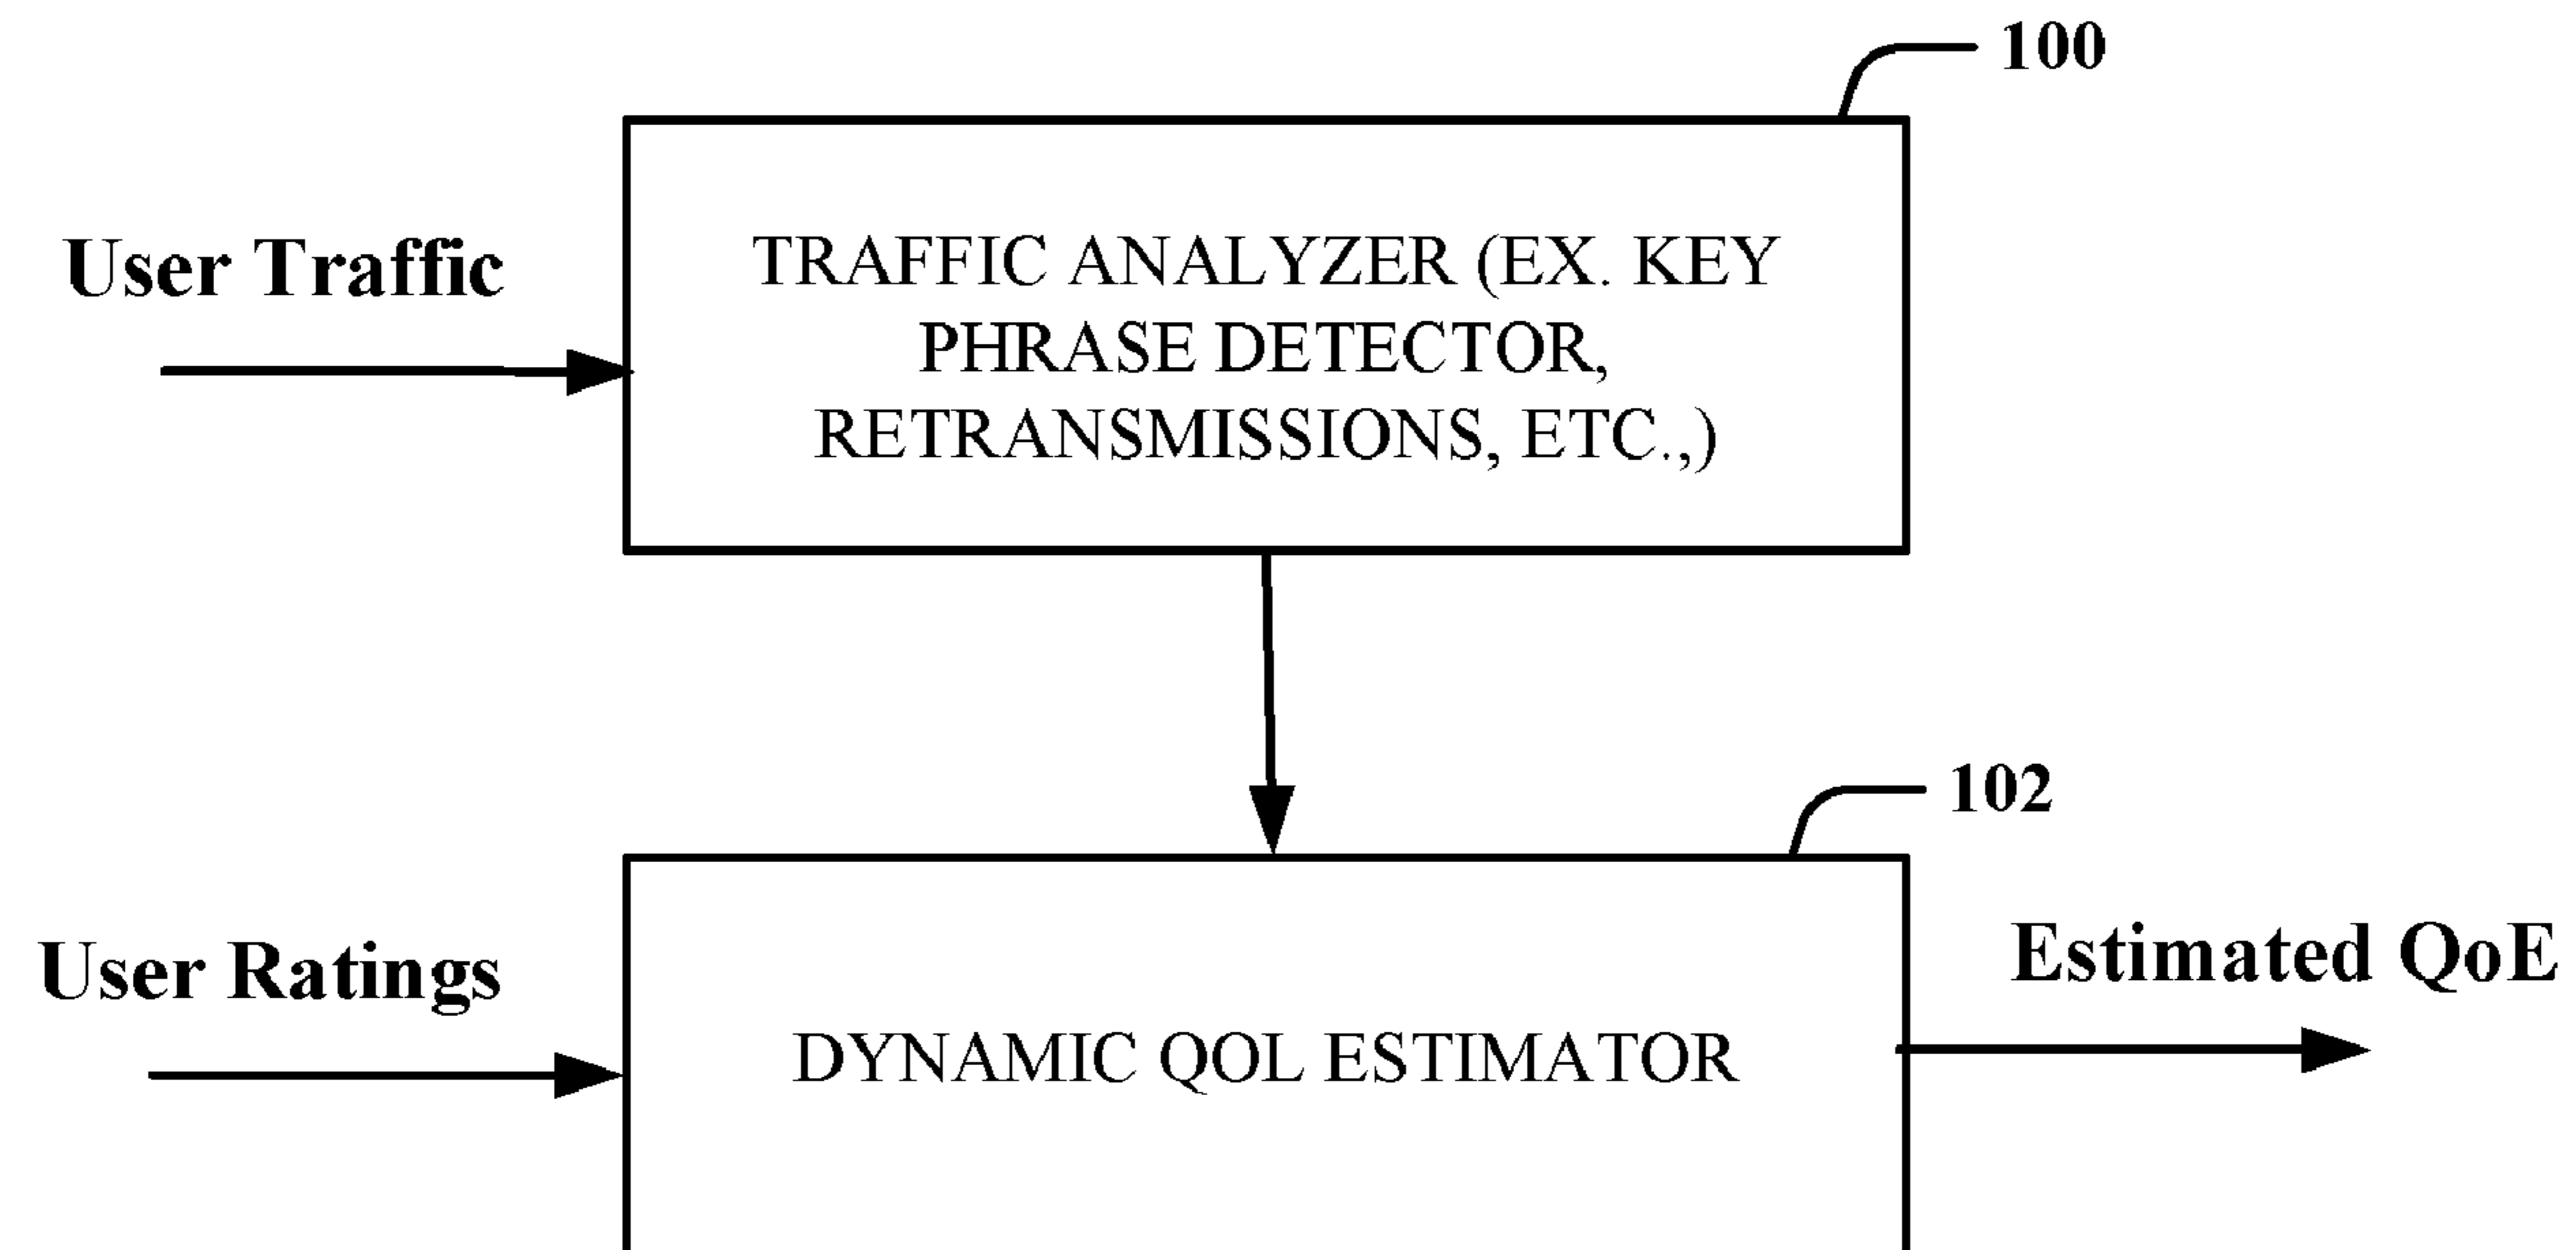 100
User Traffic
TRAFFIC ANALYZER (EX. KEY
PHRASE DETECTOR,
RETRANSMISSIONS, ETC.,)
102
User Ratings
DYNAMIC QOL ESTIMATOR
Estimated QoE